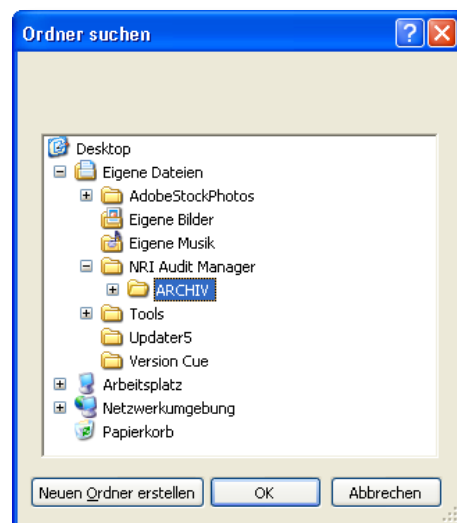 Ordner suchen
Desktop
Eigene Dateien
AdobeStockPhotos
Eigene Bilder
Eigene Musik
NRI Audit Manager
ARCHIV
Tools
Updater5
Version Cue
Arbeitsplatz
Netzwerkumgebung
Papierkorb
Neuen Ordner erstellen OK Abbrechen